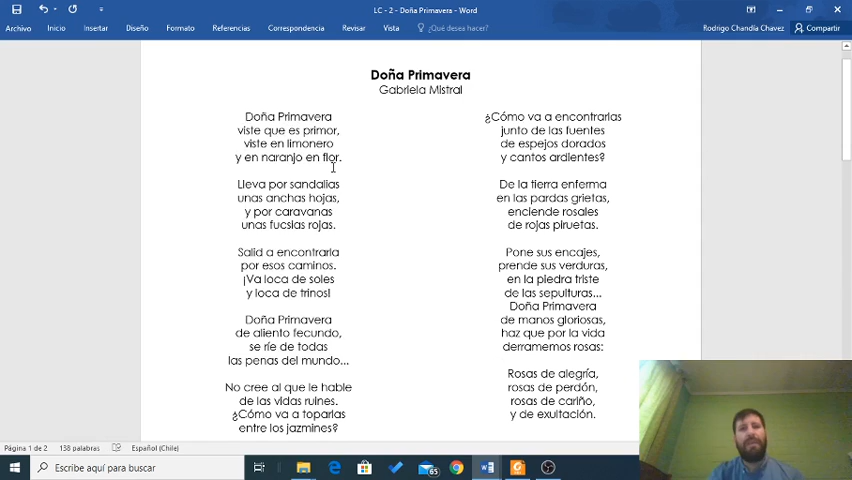 LC - 2 - Doña Primavera - Word
Archivo Inicio Insertar Diseño Formato Referencias Correspondencia Revisar Vista ¿Qué desea hacer? Rodrigo Chandía Chavez Compartir
Doña Primavera
Gabriela Mistral
Doña Primavera
viste que es primor,
viste en limonero
y en naranjo en flor.
Lleva por sandalias
unas anchas hojas,
y por caravanas
unas fucsias rojas.
Salid a encontrarla
por esos caminos.
¡Va loca de soles
y loca de trinos!
Doña Primavera
de aliento fecundo,
se ríe de todas
las penas del mundo...
No cree al que le hable
de las vidas ruines.
¿Cómo va a toparlas
entre los jazmines?
¿Cómo va a encontrarlas
junto de las fuentes
de espejos dorados
y cantos ardientes?
De la tierra enferma
en las pardas grietas,
enciende rosales
de rojas piruetas.
Pone sus encajes,
prende sus verduras,
en la piedra triste
de las sepulturas...
Doña Primavera
de manos gloriosas,
haz que por la vida
derramemos rosas:
Rosas de alegría,
rosas de perdón,
rosas de cariño,
y de exultación.
Página 1 de 2 138 palabras Español (Chile)
Escribe aquí para buscar
65